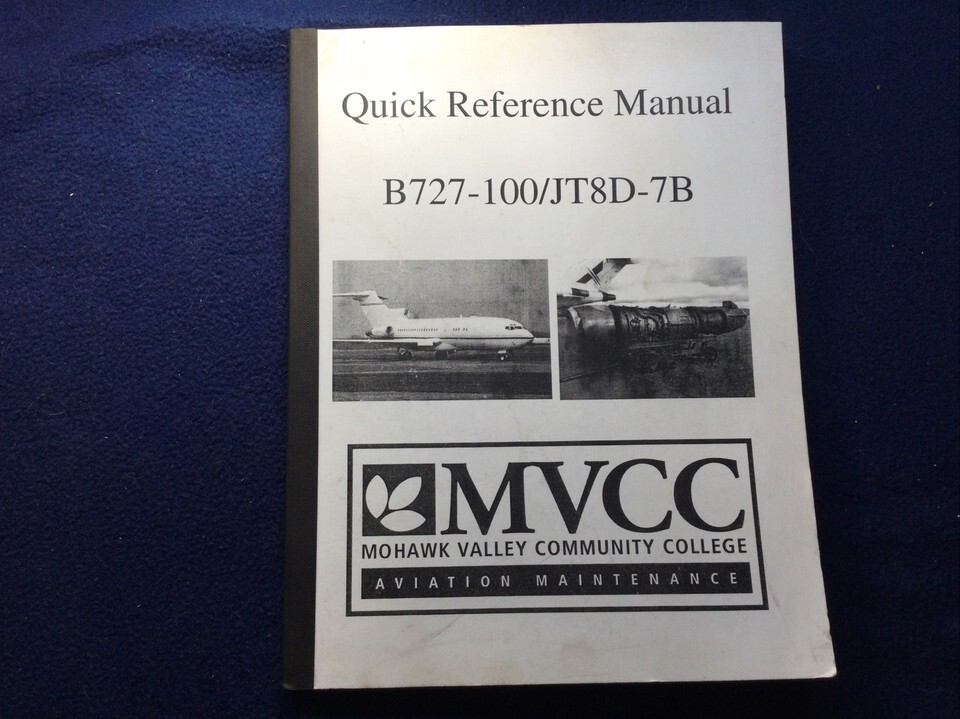 Quick Reference Manual
B727-100/JT8D-7B
MVCC
MOHAWK VALLEY COMMUNITY COLLEGE
AVIATION MAINTENANCE